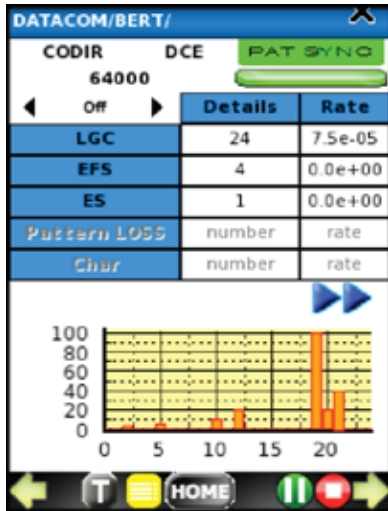 DATACOM/BERT/
CODIR DCE PAT SYNC
64000
Off Details Rate
LGC 24 7.5e-05
EFS 4 0.0e+00
ES 1 0.0e+00
Pattern LOSS number rate
Char number rate
100
80
60
40
20
0
0 5 10 15 20
T HOME